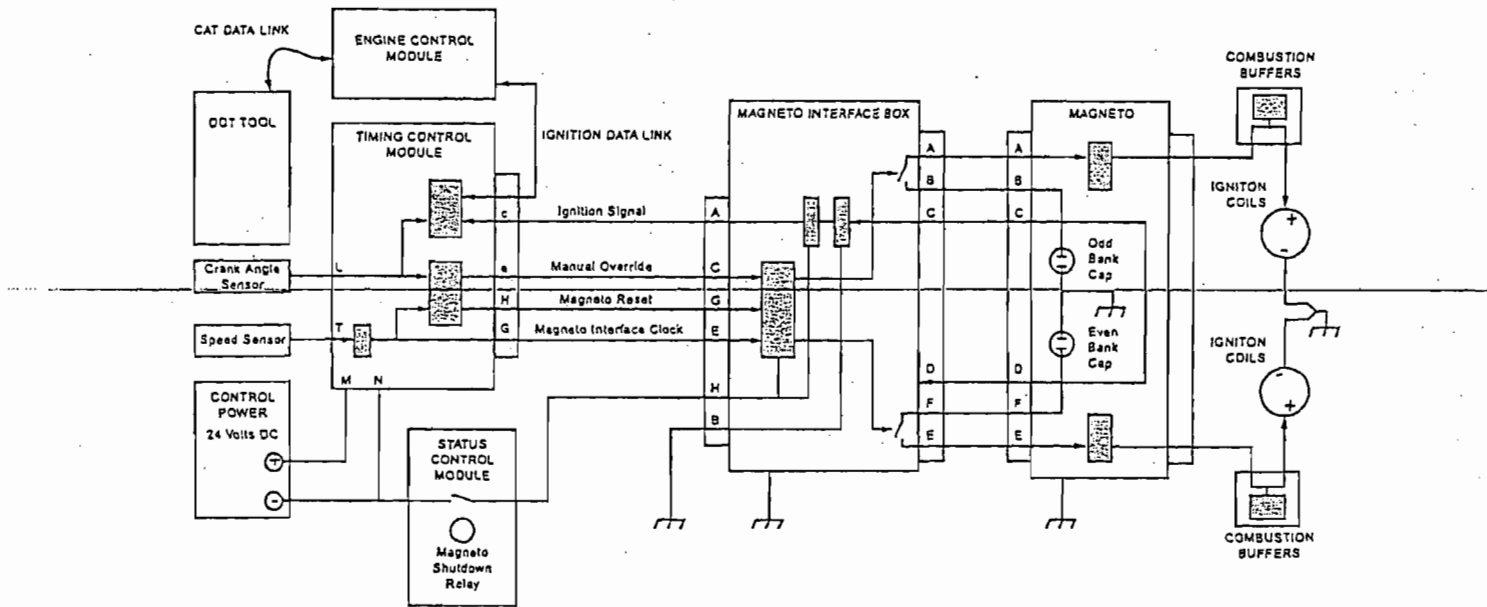 CAT DATA LINK
ENGINE CONTROL
MODULE
DDT TOOL
TIMING CONTROL
MODULE
IGNITION DATA LINK
c
Ignition Signal
L
Crank Angle
Sensor
e
Manual Override
H
Magneto Reset
G
Magneto Interface Clock
T
Speed Sensor
M
N
CONTROL
POWER
24 Volts DC
+
-
STATUS
CONTROL
MODULE
Magneto
Shutdown
Relay
MAGNETO INTERFACE BOX
A
C
G
E
H
B
A
B
C
D
F
E
MAGNETO
A
B
C
D
F
E
Odd
Bank
Cap
Even
Bank
Cap
COMBUSTION
BUFFERS
IGNITON
COILS
+
-
IGNITON
COILS
-
+
COMBUSTION
BUFFERS